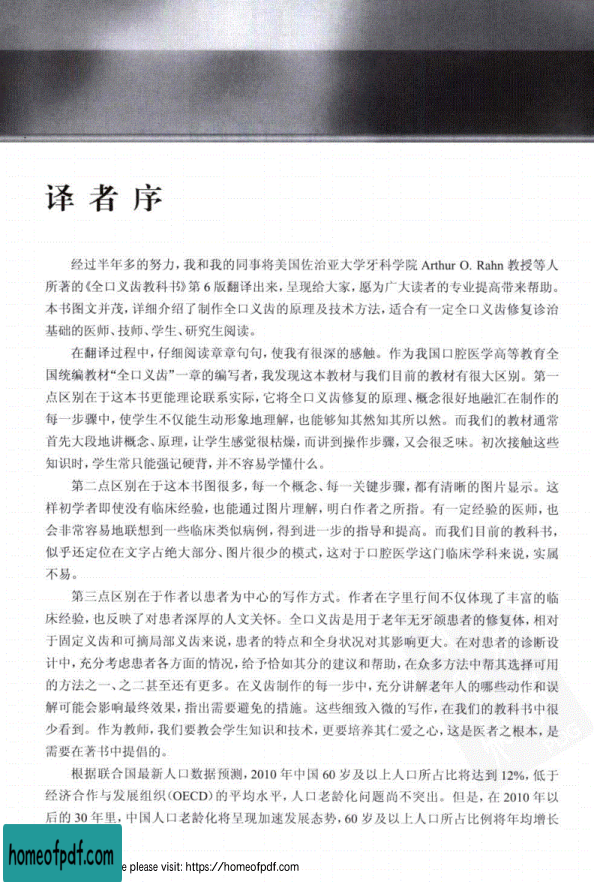 译者序
经过半年多的努力，我和我的同事将美国佐治亚大学牙科学院 Arthur O. Rahn 教授等人
所著的《全口义齿教科书》第 6 版翻译出来，呈现给大家，愿为广大读者的专业提高带来帮助。
本书图文并茂，详细介绍了制作全口义齿的原理及技术方法，适合有一定全口义齿修复诊治
基础的医师、技师、学生、研究生阅读。
在翻译过程中，仔细阅读章章句句，使我有很深的感触。作为我国口腔医学高等教育全
国统编教材“全口义齿”一章的编写者，我发现这本教材与我们目前的教材有很大区别。第一
点区别在于这本书更能理论联系实际，它将全口义齿修复的原理、概念很好地融汇在制作的
每一步骤中，使学生不仅能生动形象地理解，也能够知其然知其所以然。而我们的教材通常
首先大段地讲概念、原理，让学生感觉很枯燥，而讲到操作步骤，又会很乏味。初次接触这些
知识时，学生常只能强记硬背，并不容易学懂什么。
第二点区别在于这本书图很多，每一个概念、每一关键步骤，都有清晰的图片显示。这
样初学者即使没有临床经验，也能通过图片理解，明白作者之所指。有一定经验的医师，也
会非常容易地联想到一些临床类似病例，得到进一步的指导和提高。而我们目前的教科书，
似乎还定位在文字占绝大部分、图片很少的模式，这对于口腔医学这门临床学科来说，实属
不易。
第三点区别在于作者以患者为中心的写作方式。作者在字里行间不仅体现了丰富的临
床经验，也反映了对患者深厚的人文关怀。全口义齿是用于老年无牙颌患者的修复体，相对
于固定义齿和可摘局部义齿来说，患者的特点和全身状况对其影响更大。在对患者的诊断设
计中，充分考虑患者各方面的情况，给予恰如其分的建议和帮助，在众多方法中帮其选择可用
的方法之一、之二甚至还有更多。在义齿制作的每一步中，充分讲解老年人的哪些动作和误
解可能会影响最终效果，指出需要避免的措施。这些细致入微的写作，在我们的教科书中很
少看到。作为教师，我们要教会学生知识和技术，更要培养其仁爱之心，这是医者之根本，是
需要在著书中提倡的。
根据联合国最新人口数据预测，2010 年中国 60 岁及以上人口所占比将达到 12%，低于
经济合作与发展组织（OECD）的平均水平，人口老龄化问题尚不突出。但是，在 2010 年以
后的 30 年里，中国人口老龄化将呈现加速发展态势，60 岁及以上人口所占比例将年均增长
homeofpdf.com
e please visit: https://homeofpdf.com